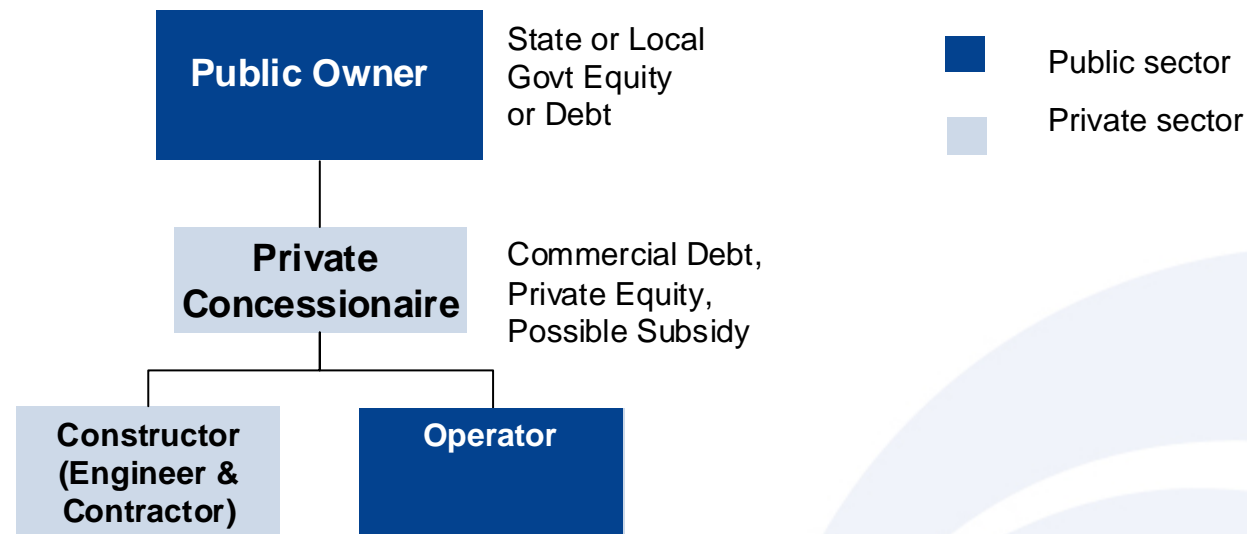 Public Owner
State or Local
Govt Equity
or Debt
Public sector
Private sector
Private
Concessionaire
Commercial Debt,
Private Equity,
Possible Subsidy
Constructor
(Engineer &
Contractor)
Operator